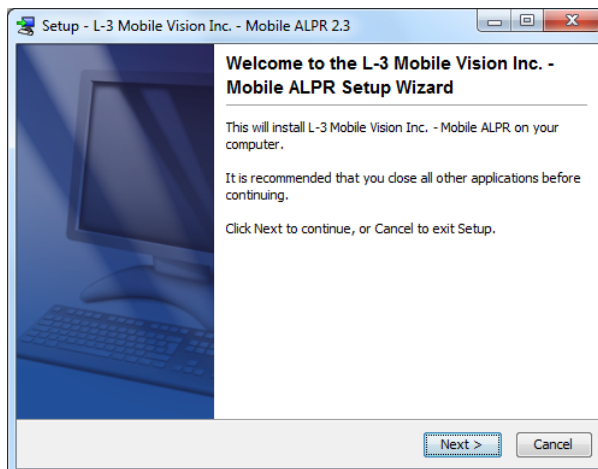 Setup - L-3 Mobile Vision Inc. - Mobile ALPR 2.3
Welcome to the L-3 Mobile Vision Inc. -
Mobile ALPR Setup Wizard
This will install L-3 Mobile Vision Inc. - Mobile ALPR on your
computer.
It is recommended that you close all other applications before
continuing.
Click Next to continue, or Cancel to exit Setup.
Next >
Cancel